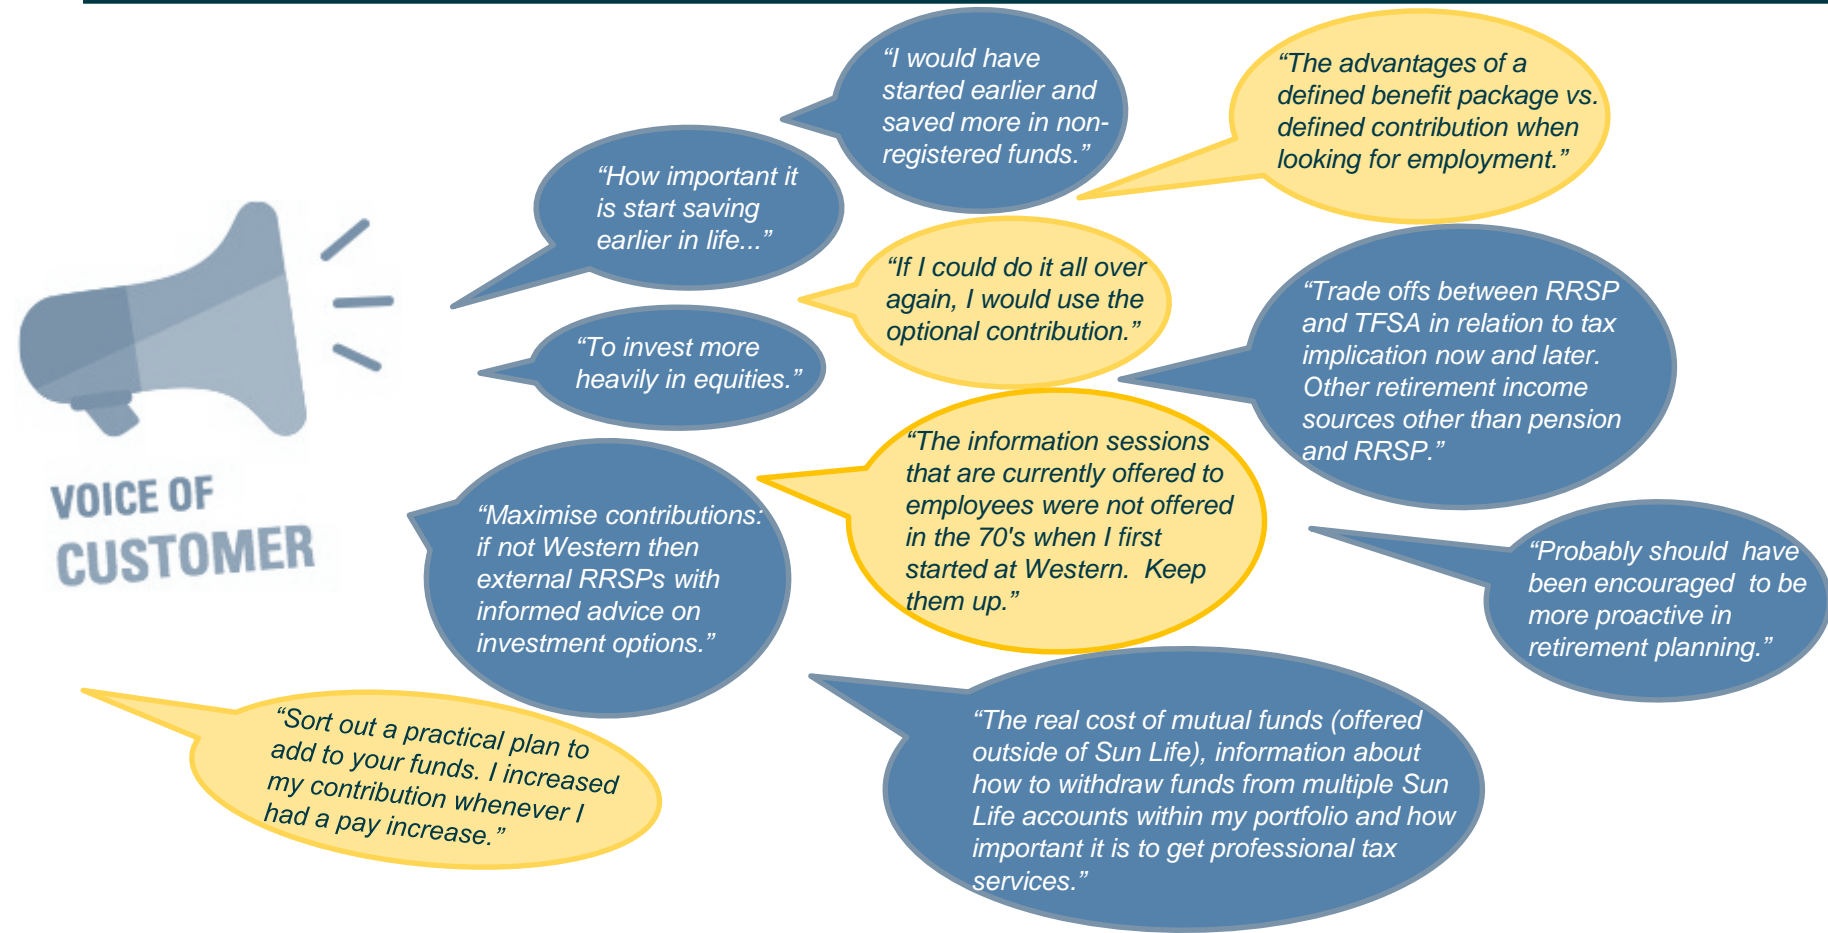 “I would have
started earlier and
saved more in non-
registered funds.”
“The advantages of a
defined benefit package vs.
defined contribution when
looking for employment.”
“How important it
is start saving
earlier in life...”
“If I could do it all over
again, I would use the
optional contribution.”
“Trade offs between RRSP
and TFSA in relation to tax
implication now and later.
Other retirement income
sources other than pension
and RRSP.”
“To invest more
heavily in equities.”
VOICE OF
CUSTOMER
“The information sessions
that are currently offered to
employees were not offered
in the 70's when I first
started at Western.  Keep
them up.”
“Maximise contributions:
if not Western then
external RRSPs with
informed advice on
investment options.”
“Probably should  have
been encouraged  to be
more proactive in
retirement planning.”
“Sort out a practical plan to
add to your funds. I increased
my contribution whenever I
had a pay increase.”
“The real cost of mutual funds (offered
outside of Sun Life), information about
how to withdraw funds from multiple Sun
Life accounts within my portfolio and how
important it is to get professional tax
services.”